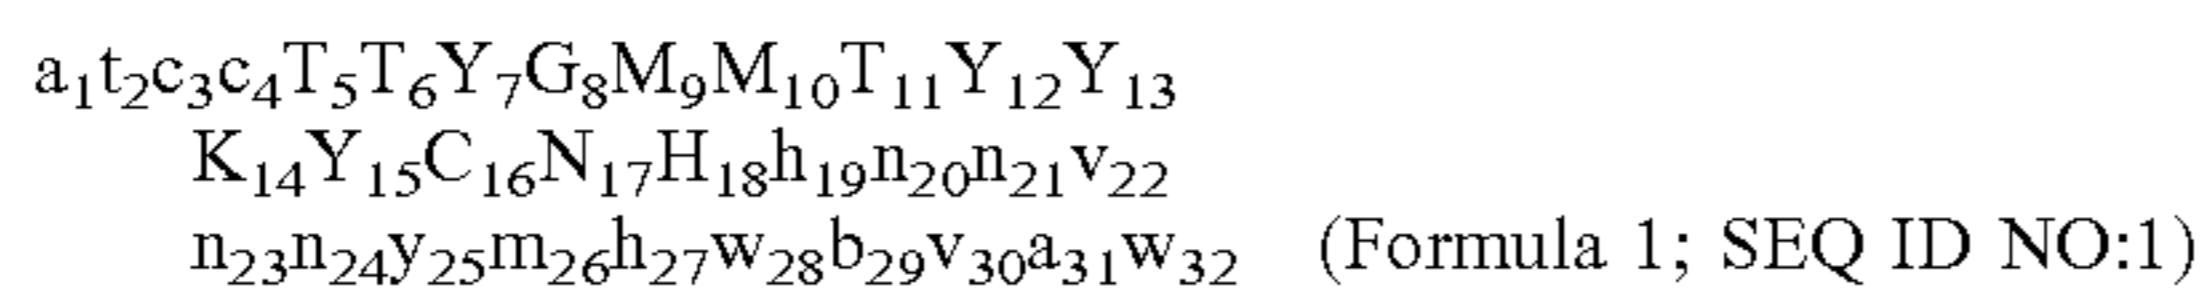 a₁t₂c₃c₄T₅T₆Y₇G₈M₉M₁₀T₁₁Y₁₂Y₁₃
K₁₄Y₁₅C₁₆N₁₇H₁₈h₁₉n₂₀n₂₁v₂₂
n₂₃n₂₄y₂₅m₂₆h₂₇w₂₈b₂₉v₃₀a₃₁w₃₂ (Formula 1; SEQ ID NO:1)